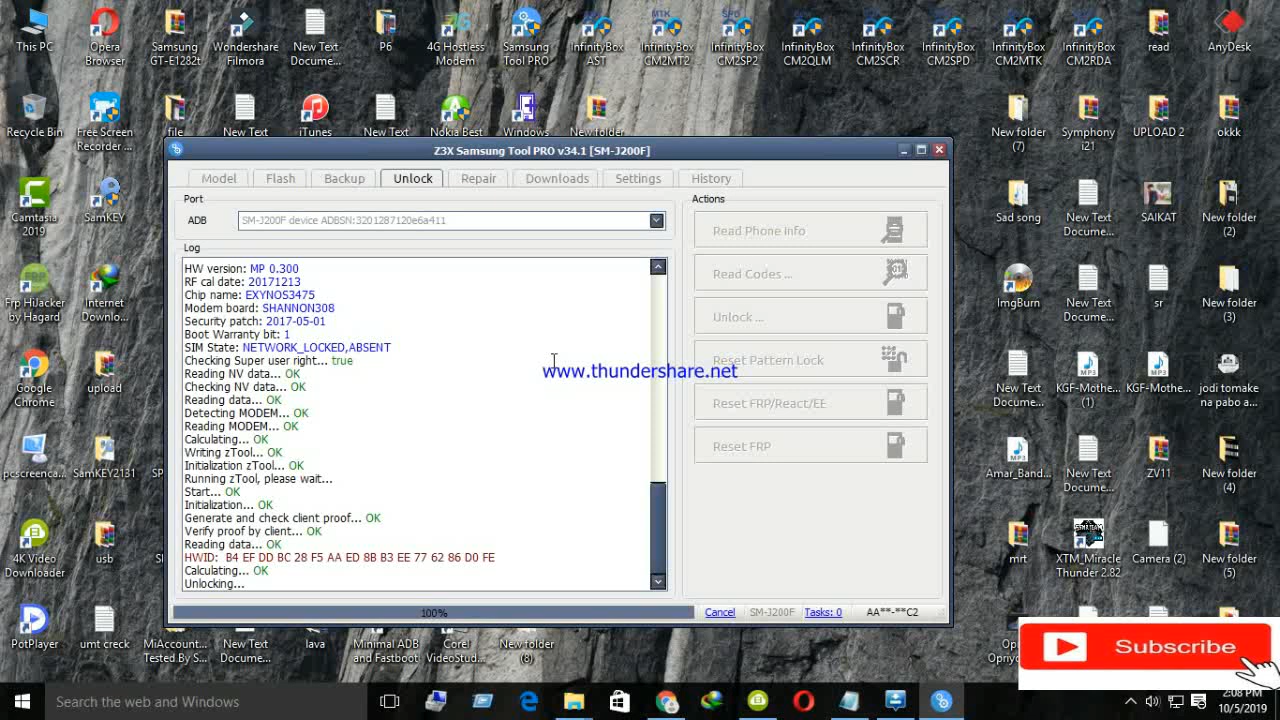 This PC
Opera
Browser
Samsung
GT-E1282t
Wondershare
Filmora
New Text
Docume...
P6
4G Hostless
Modem
Samsung
Tool PRO
InfinityBox
AST
MTK
InfinityBox
CM2MT2
SPD
InfinityBox
CM2SP2
InfinityBox
CM2QLM
InfinityBox
CM2SCR
InfinityBox
CM2SPD
InfinityBox
CM2MTK
InfinityBox
CM2RDA
read
AnyDesk
Recycle Bin
Free Screen
Recorder ...
file
New Text
iTunes
New Text
Nokia Best
Windows
New folder
New folder
(7)
Symphony
i21
UPLOAD 2
okkk
Z3X Samsung Tool PRO v34.1 [SM-J200F]
Model
Flash
Backup
Unlock
Repair
Downloads
Settings
History
Port
ADB
SM-J200F device ADBSN:3201287120e6a411
Log
HW version: MP 0.300
RF cal date: 20171213
Chip name: EXYNOS3475
Modem board: SHANNON308
Security patch: 2017-05-01
Boot Warranty bit: 1
SIM State: NETWORK_LOCKED,ABSENT
Checking Super user right... true
Reading NV data... OK
Checking NV data... OK
Reading data... OK
Detecting MODEM... OK
Reading MODEM... OK
Calculating... OK
Writing zTool... OK
Initialization zTool... OK
Running zTool, please wait...
Start... OK
Initialization... OK
Generate and check client proof... OK
Verify proof by client... OK
Reading data... OK
HWID: B4 EF DD BC 28 F5 AA ED 8B B3 EE 77 62 86 D0 FE
Calculating... OK
Unlocking...
Actions
Read Phone Info
Read Codes ...
Unlock ...
Reset Pattern Lock
Reset FRP/React/EE
Reset FRP
www.thundershare.net
100%
Cancel
SM-J200F
Tasks: 0
AA**-**C2
Camtasia
2019
SamKEY
Sad song
New Text
Docume...
SAIKAT
New folder
(2)
FRP
Frp HiJacker
by Hagard
Internet
Downlo...
ImgBurn
New Text
Docume...
sr
New folder
(3)
Google
Chrome
upload
New Text
Docume...
KGF-Mothe...
(1)
KGF-Mothe...
jodi tomake
na pabo a...
pcscreenca...
SamKEY2131
SP
Amar_Band...
New Text
Docume...
ZV11
New folder
(4)
4K Video
Downloader
usb
mrt
XTM_Miracle
Thunder 2.82
Camera (2)
New folder
(5)
PotPlayer
umt creck
MiAccount...
Tested By S...
New Text
Docume...
lava
Minimal ADB
and Fastboot
Corel
VideoStud...
New folder
(8)
Subscribe
Search the web and Windows
2:08 PM
10/5/2019